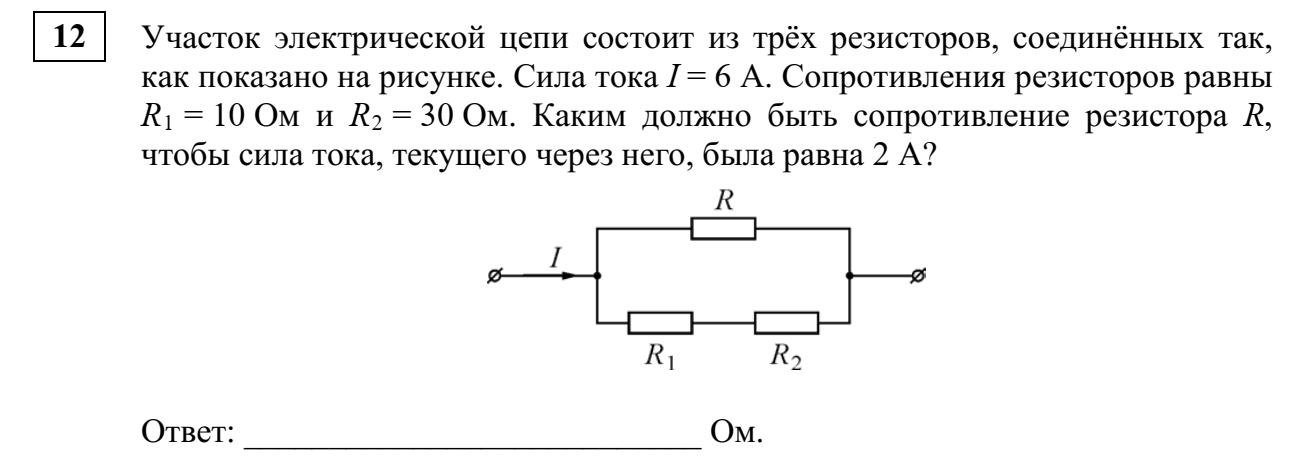 12
Участок электрической цепи состоит из трёх резисторов, соединённых так,
как показано на рисунке. Сила тока I = 6 А. Сопротивления резисторов равны
R₁ = 10 Ом и R₂ = 30 Ом. Каким должно быть сопротивление резистора R,
чтобы сила тока, текущего через него, была равна 2 А?
R
I
R₁ R₂
Ответ: ___________________________ Ом.